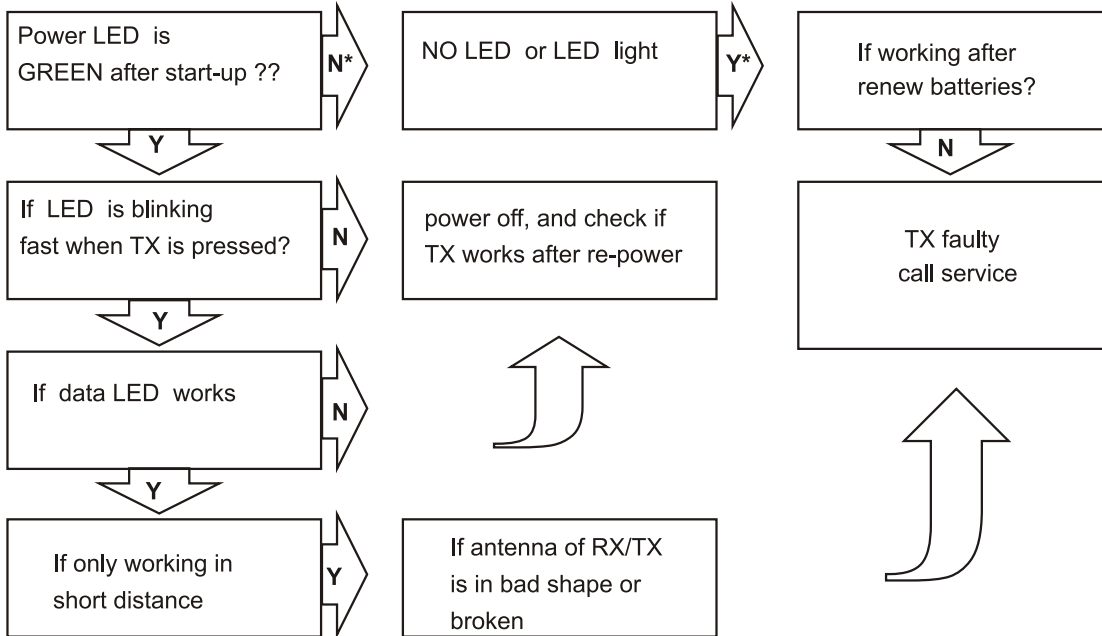 Power LED is
GREEN after start-up ??
N*
NO LED or LED light
Y*
If working after
renew batteries?
Y
N
If LED is blinking
fast when TX is pressed?
N
power off, and check if
TX works after re-power
TX faulty
call service
Y
If data LED works
N
Y
If only working in
short distance
Y
If antenna of RX/TX
is in bad shape or
broken